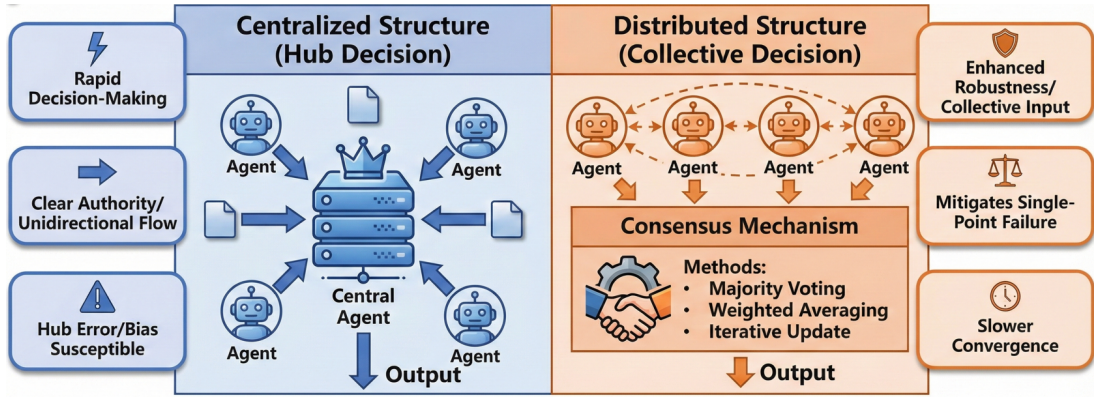 Rapid
Decision-Making
Clear Authority/
Unidirectional Flow
Hub Error/Bias
Susceptible
Centralized Structure
(Hub Decision)
Agent
Agent
Agent
Central
Agent
Agent
Output
Distributed Structure
(Collective Decision)
Agent
Agent
Agent
Agent
Consensus Mechanism
Methods:
• Majority Voting
• Weighted Averaging
• Iterative Update
Output
Enhanced
Robustness/
Collective Input
Mitigates Single-
Point Failure
Slower
Convergence